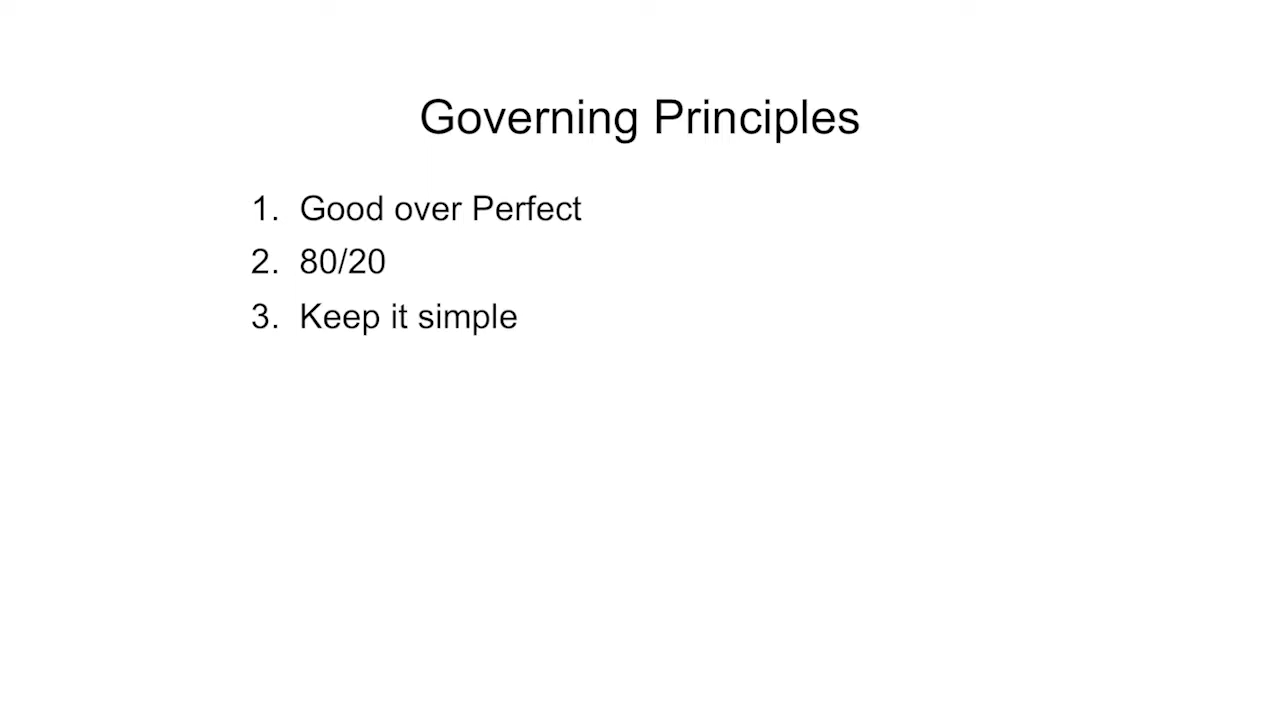 Governing Principles
1. Good over Perfect
2. 80/20
3. Keep it simple